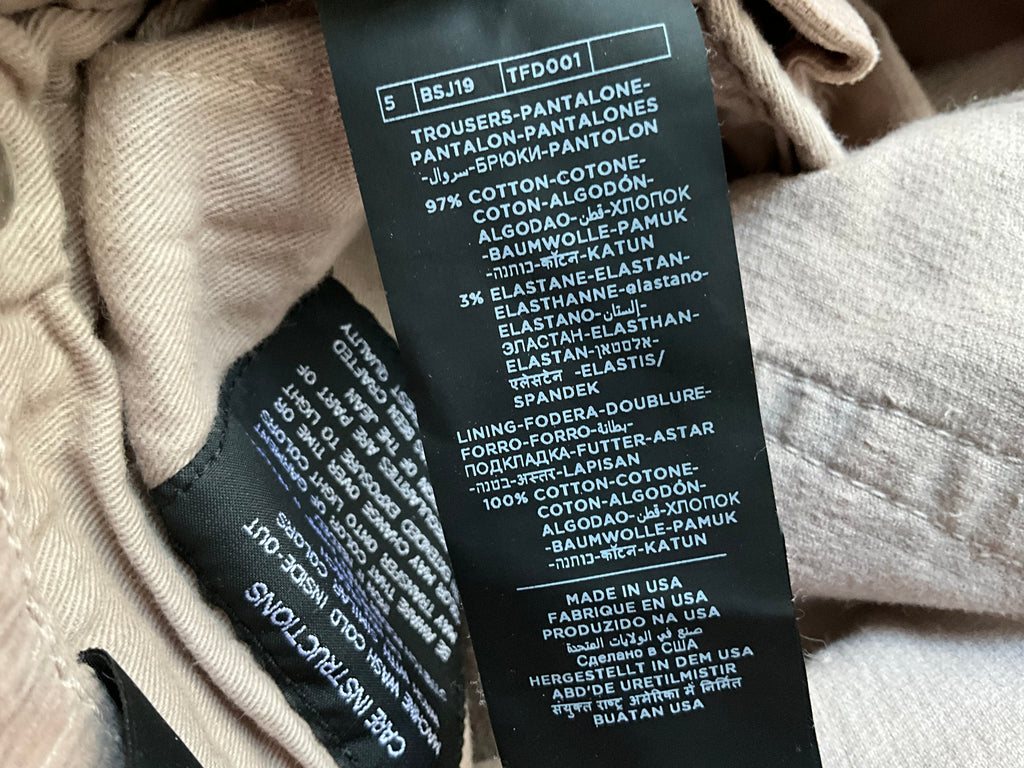 5 BSJ19 TFD001
TROUSERS-PANTALONE-
PANTALON-PANTALONES
-سروال-БРЮКИ-PANTOLON
97% COTTON-COTONE-
COTON-ALGODÓN-
ALGODAO-قطن-ХЛОПОК
-BAUMWOLLE-PAMUK
-כותנה-कॉटन-KATUN
3% ELASTANE-ELASTAN-
ELASTHANNE-elastano-
ELASTANO-إلستان-
ЭЛАСТАН-ELASTHAN-
ELASTAN-אלסטאן-
एलेसटेन -ELASTIS/
SPANDEK
LINING-FODERA-DOUBLURE-
FORRO-FORRO-بطانة-
ПОДКЛАДКА-FUTTER-ASTAR
-בטנה-अस्तर-LAPISAN
100% COTTON-COTONE-
COTON-ALGODÓN-
ALGODAO-قطن-ХЛОПОК
-BAUMWOLLE-PAMUK
-כותנה-कॉटन-KATUN
MADE IN USA
FABRIQUE EN USA
PRODUZIDO NA USA
صنع في الولايات المتحدة
Сделано в США
HERGESTELLT IN DEM USA
ABD'DE URETILMISTIR
संयुक्त राष्ट्र अमेरिका में निर्मित
BUATAN USA
CARE INSTRUCTIONS
WASH COLD INSIDE-OUT
COLORS